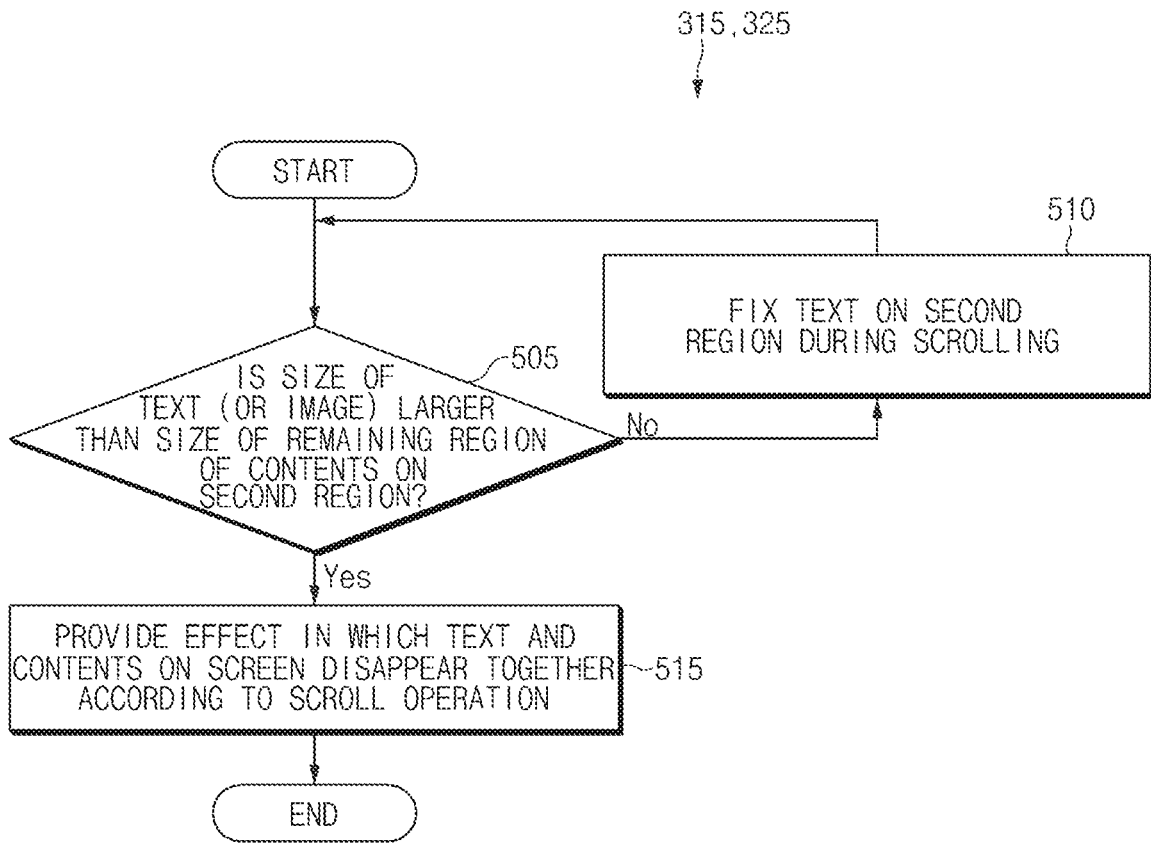 315,325
START
510
FIX TEXT ON SECOND
REGION DURING SCROLLING
505
IS SIZE OF
TEXT (OR IMAGE) LARGER
THAN SIZE OF REMAINING REGION
OF CONTENTS ON
SECOND REGION?
No
Yes
PROVIDE EFFECT IN WHICH TEXT AND
CONTENTS ON SCREEN DISAPPEAR TOGETHER
ACCORDING TO SCROLL OPERATION
515
END